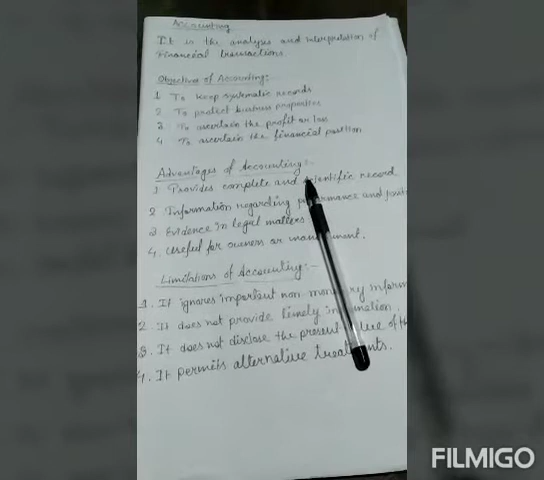 Accounting
It is the analysis and interpretation of
Financial transactions
Objectives of Accounting:-
1 To keep systematic records
2 To protect business properties
3 To ascertain the profit or loss
4 To ascertain the financial position
Advantages of Accounting:-
1 Provides complete and scientific record
2 Information regarding and
3 Evidence in legal matters
4. Useful for owners or
Limitations of Accounting:-
1. It ignores important non
2. It does not provide timely
3. It does not disclose the present of
4. It permits alternative
FILMIGO